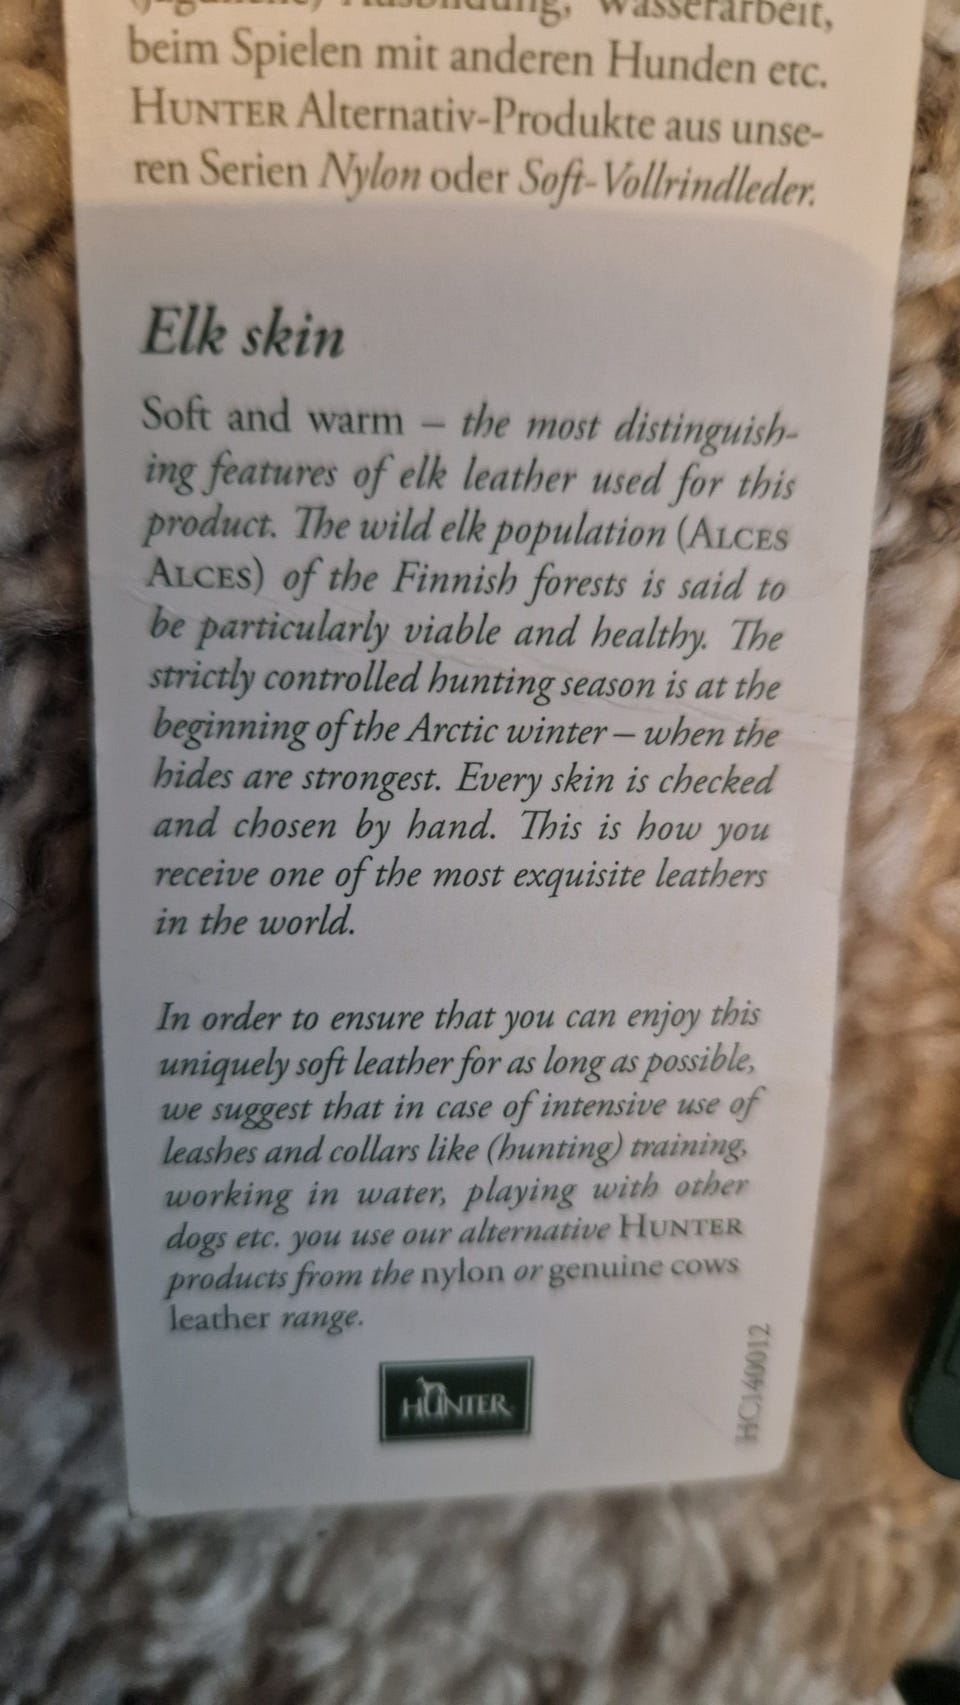 (jagdliche) Ausbildung, Wasserarbeit,
beim Spielen mit anderen Hunden etc.
HUNTER Alternativ-Produkte aus unse-
ren Serien Nylon oder Soft-Vollrindleder.
Elk skin
Soft and warm – the most distinguish-
ing features of elk leather used for this
product. The wild elk population (ALCES
ALCES) of the Finnish forests is said to
be particularly viable and healthy. The
strictly controlled hunting season is at the
beginning of the Arctic winter – when the
hides are strongest. Every skin is checked
and chosen by hand. This is how you
receive one of the most exquisite leathers
in the world.
In order to ensure that you can enjoy this
uniquely soft leather for as long as possible,
we suggest that in case of intensive use of
leashes and collars like (hunting) training,
working in water, playing with other
dogs etc. you use our alternative HUNTER
products from the nylon or genuine cows
leather range.
HUNTER
HC140012